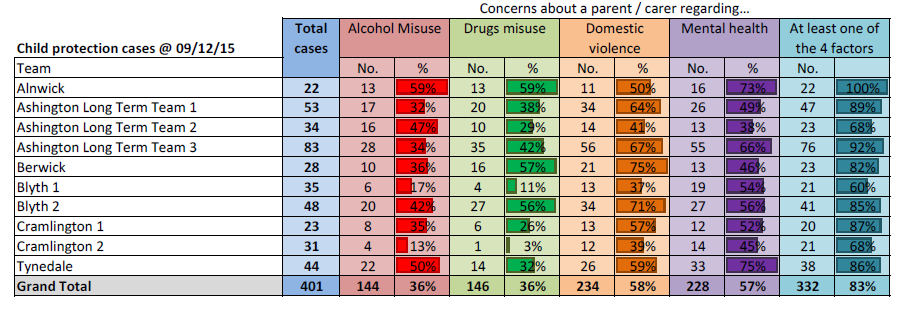 Concerns about a parent / carer regarding...
Total Alcohol Misuse Drugs misuse Domestic Mental health At least one of
Child protection cases @ 09/12/15 cases violence the 4 factors
Team No. % No. % No. % No. % No.
Alnwick 22 13 59% 13 59% 11 50% 16 73% 22 100%
Ashington Long Term Team 1 53 17 32% 20 38% 34 64% 26 49% 47 89%
Ashington Long Term Team 2 34 16 47% 10 29% 14 41% 13 38% 23 68%
Ashington Long Term Team 3 83 28 34% 35 42% 56 67% 55 66% 76 92%
Berwick 28 10 36% 16 57% 21 75% 13 46% 23 82%
Blyth 1 35 6 17% 4 11% 13 37% 19 54% 21 60%
Blyth 2 48 20 42% 27 56% 34 71% 27 56% 41 85%
Cramlington 1 23 8 35% 6 26% 13 57% 12 52% 20 87%
Cramlington 2 31 4 13% 1 3% 12 39% 14 45% 21 68%
Tynedale 44 22 50% 14 32% 26 59% 33 75% 38 86%
Grand Total 401 144 36% 146 36% 234 58% 228 57% 332 83%